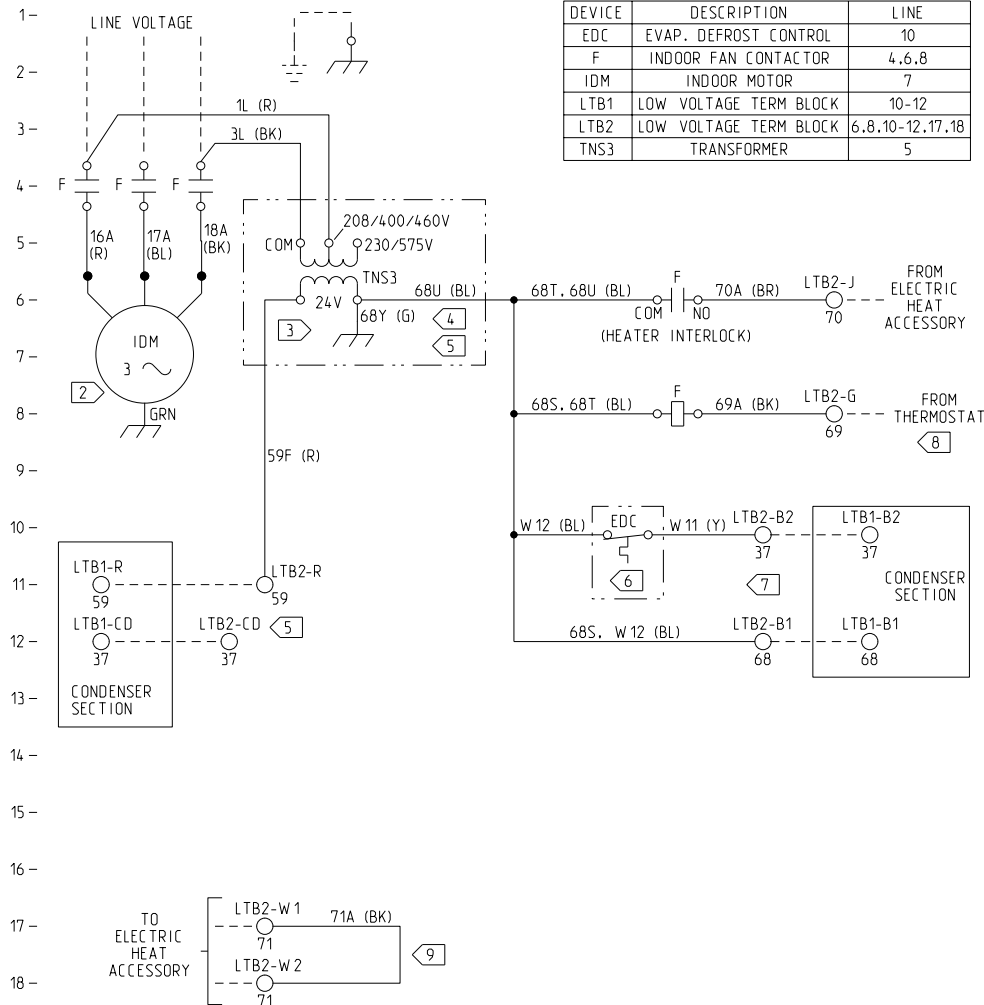 1 –
LINE VOLTAGE
DEVICE DESCRIPTION LINE
EDC EVAP. DEFROST CONTROL 10
F INDOOR FAN CONTACTOR 4,6,8
IDM INDOOR MOTOR 7
LTB1 LOW VOLTAGE TERM BLOCK 10-12
LTB2 LOW VOLTAGE TERM BLOCK 6,8,10-12,17,18
TNS3 TRANSFORMER 5
2 –
1L (R)
3 –
3L (BK)
4 –
F F F
5 –
16A (R)
17A (BL)
18A (BK)
COM
208/400/460V
230/575V
TNS3
6 –
24V
68U (BL)
68Y (G)
3
4
5
68T, 68U (BL)
F
COM NO
70A (BR)
LTB2-J
70
(HEATER INTERLOCK)
FROM
ELECTRIC
HEAT
ACCESSORY
7 –
IDM
3
2
8 –
GRN
68S, 68T (BL)
F
69A (BK)
LTB2-G
69
FROM
THERMOSTAT
8
9 –
59F (R)
10 –
W12 (BL)
EDC
W11 (Y)
LTB2-B2
37
LTB1-B2
37
6
7
CONDENSER
SECTION
11 –
LTB1-R
59
LTB2-R
59
12 –
LTB1-CD
37
LTB2-CD
37
5
68S, W12 (BL)
LTB2-B1
68
LTB1-B1
68
13 –
CONDENSER
SECTION
14 –
15 –
16 –
17 –
TO
ELECTRIC
HEAT
ACCESSORY
LTB2-W1
71
71A (BK)
9
18 –
LTB2-W2
71